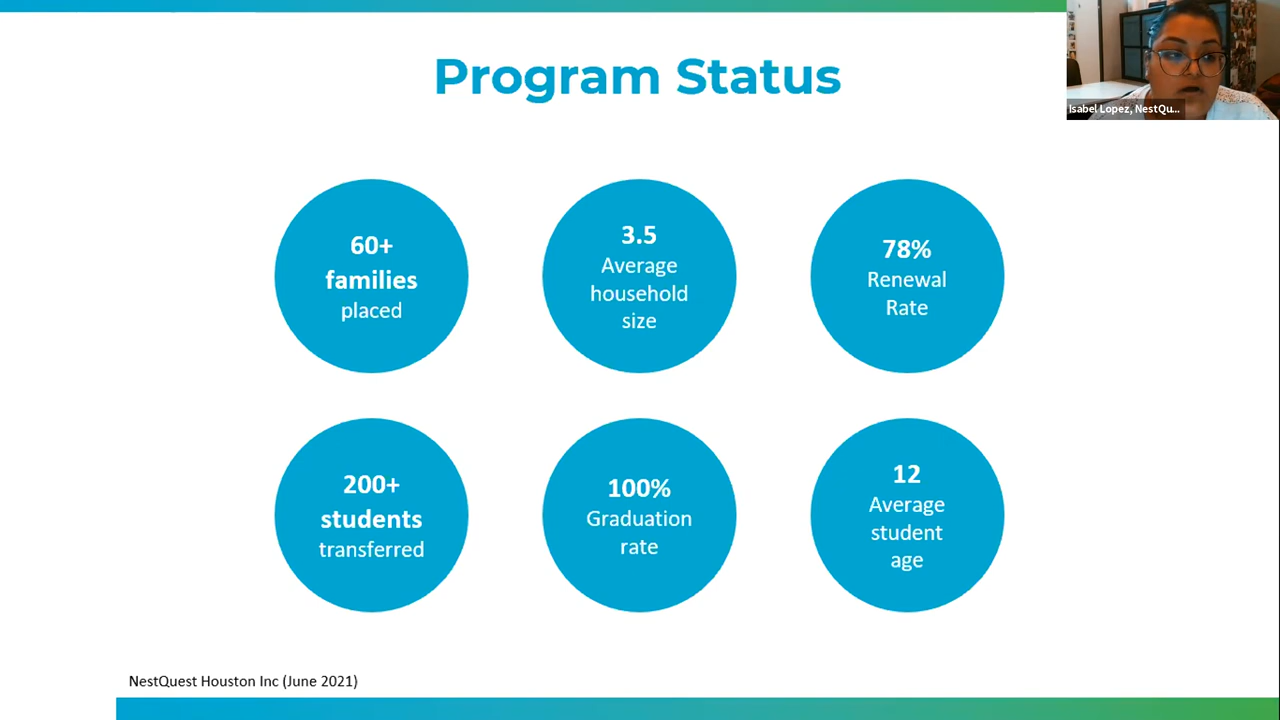 Program Status
Isabel Lopez, NestQu...
60+
families
placed
3.5
Average
household
size
78%
Renewal
Rate
200+
students
transferred
100%
Graduation
rate
12
Average
student
age
NestQuest Houston Inc (June 2021)